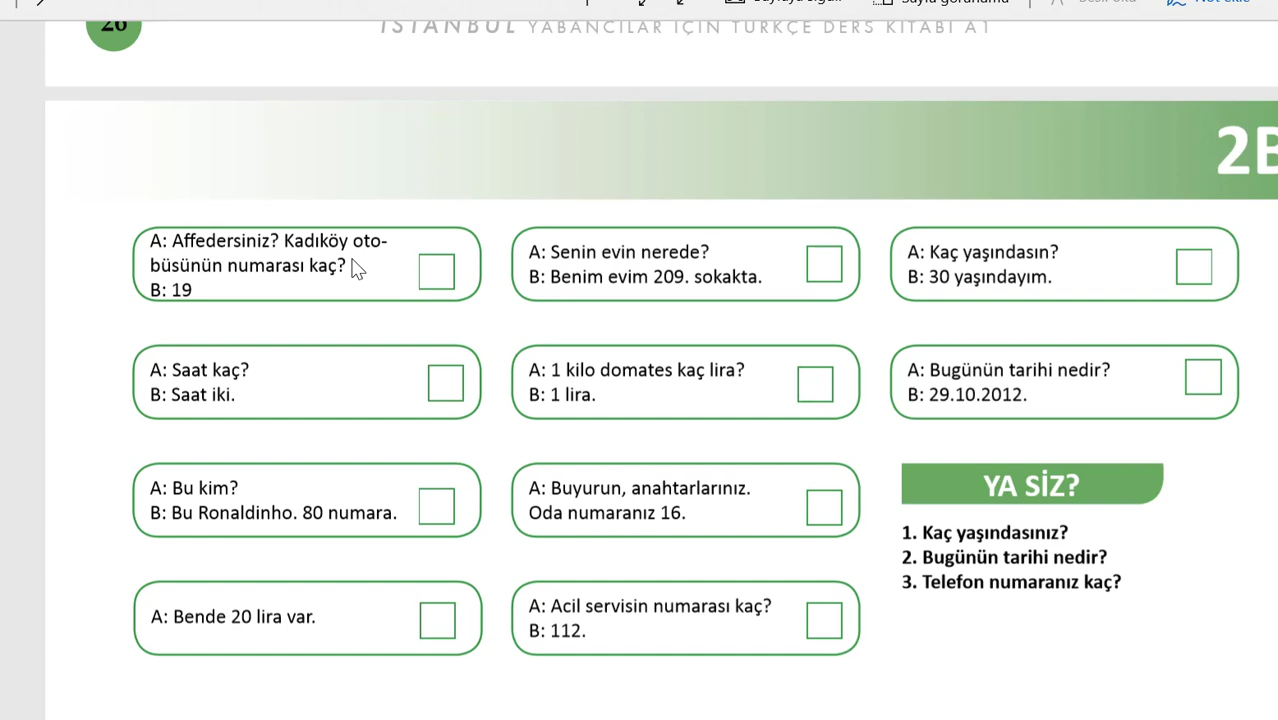 26
İSTANBUL YABANCILAR İÇİN TÜRKÇE DERS KİTABI A1
2B
A: Affedersiniz? Kadıköy oto-
büsünün numarası kaç?
B: 19
A: Senin evin nerede?
B: Benim evim 209. sokakta.
A: Kaç yaşındasın?
B: 30 yaşındayım.
A: Saat kaç?
B: Saat iki.
A: 1 kilo domates kaç lira?
B: 1 lira.
A: Bugünün tarihi nedir?
B: 29.10.2012.
A: Bu kim?
B: Bu Ronaldinho. 80 numara.
A: Buyurun, anahtarlarınız.
Oda numaranız 16.
A: Bende 20 lira var.
A: Acil servisin numarası kaç?
B: 112.
YA SİZ?
1. Kaç yaşındasınız?
2. Bugünün tarihi nedir?
3. Telefon numaranız kaç?